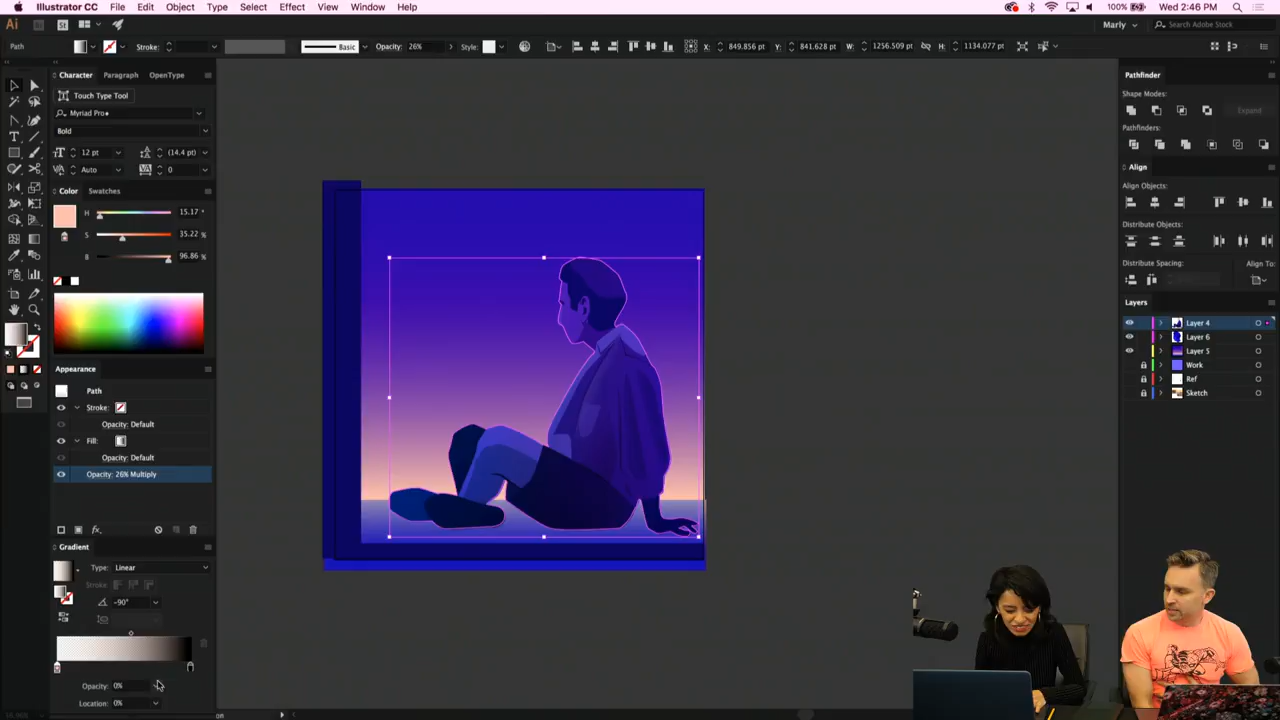 Illustrator CC File Edit Object Type Select Effect View Window Help 100% Wed 2:46 PM
Ai Br St Marly Search Adobe Stock
Path Stroke: Basic Opacity: 26% Style: X: 849.856 pt Y: 841.628 pt W: 1256.509 pt H: 1134.077 pt
Character Paragraph OpenType
Touch Type Tool
Myriad Pro
Bold
12 pt (14.4 pt)
Auto 0
Color Swatches
H 15.17 °
S 35.22 %
B 96.86 %
Appearance
Path
Stroke:
Opacity: Default
Fill:
Opacity: Default
Opacity: 26% Multiply
fx
Gradient
Type: Linear
Stroke:
-90°
Opacity: 0%
Location: 0%
Pathfinder
Shape Modes:
Expand
Pathfinders:
Align
Align Objects:
Distribute Objects:
Distribute Spacing: Align To:
Layers
Layer 4
Layer 6
Layer 5
Work
Ref
Sketch